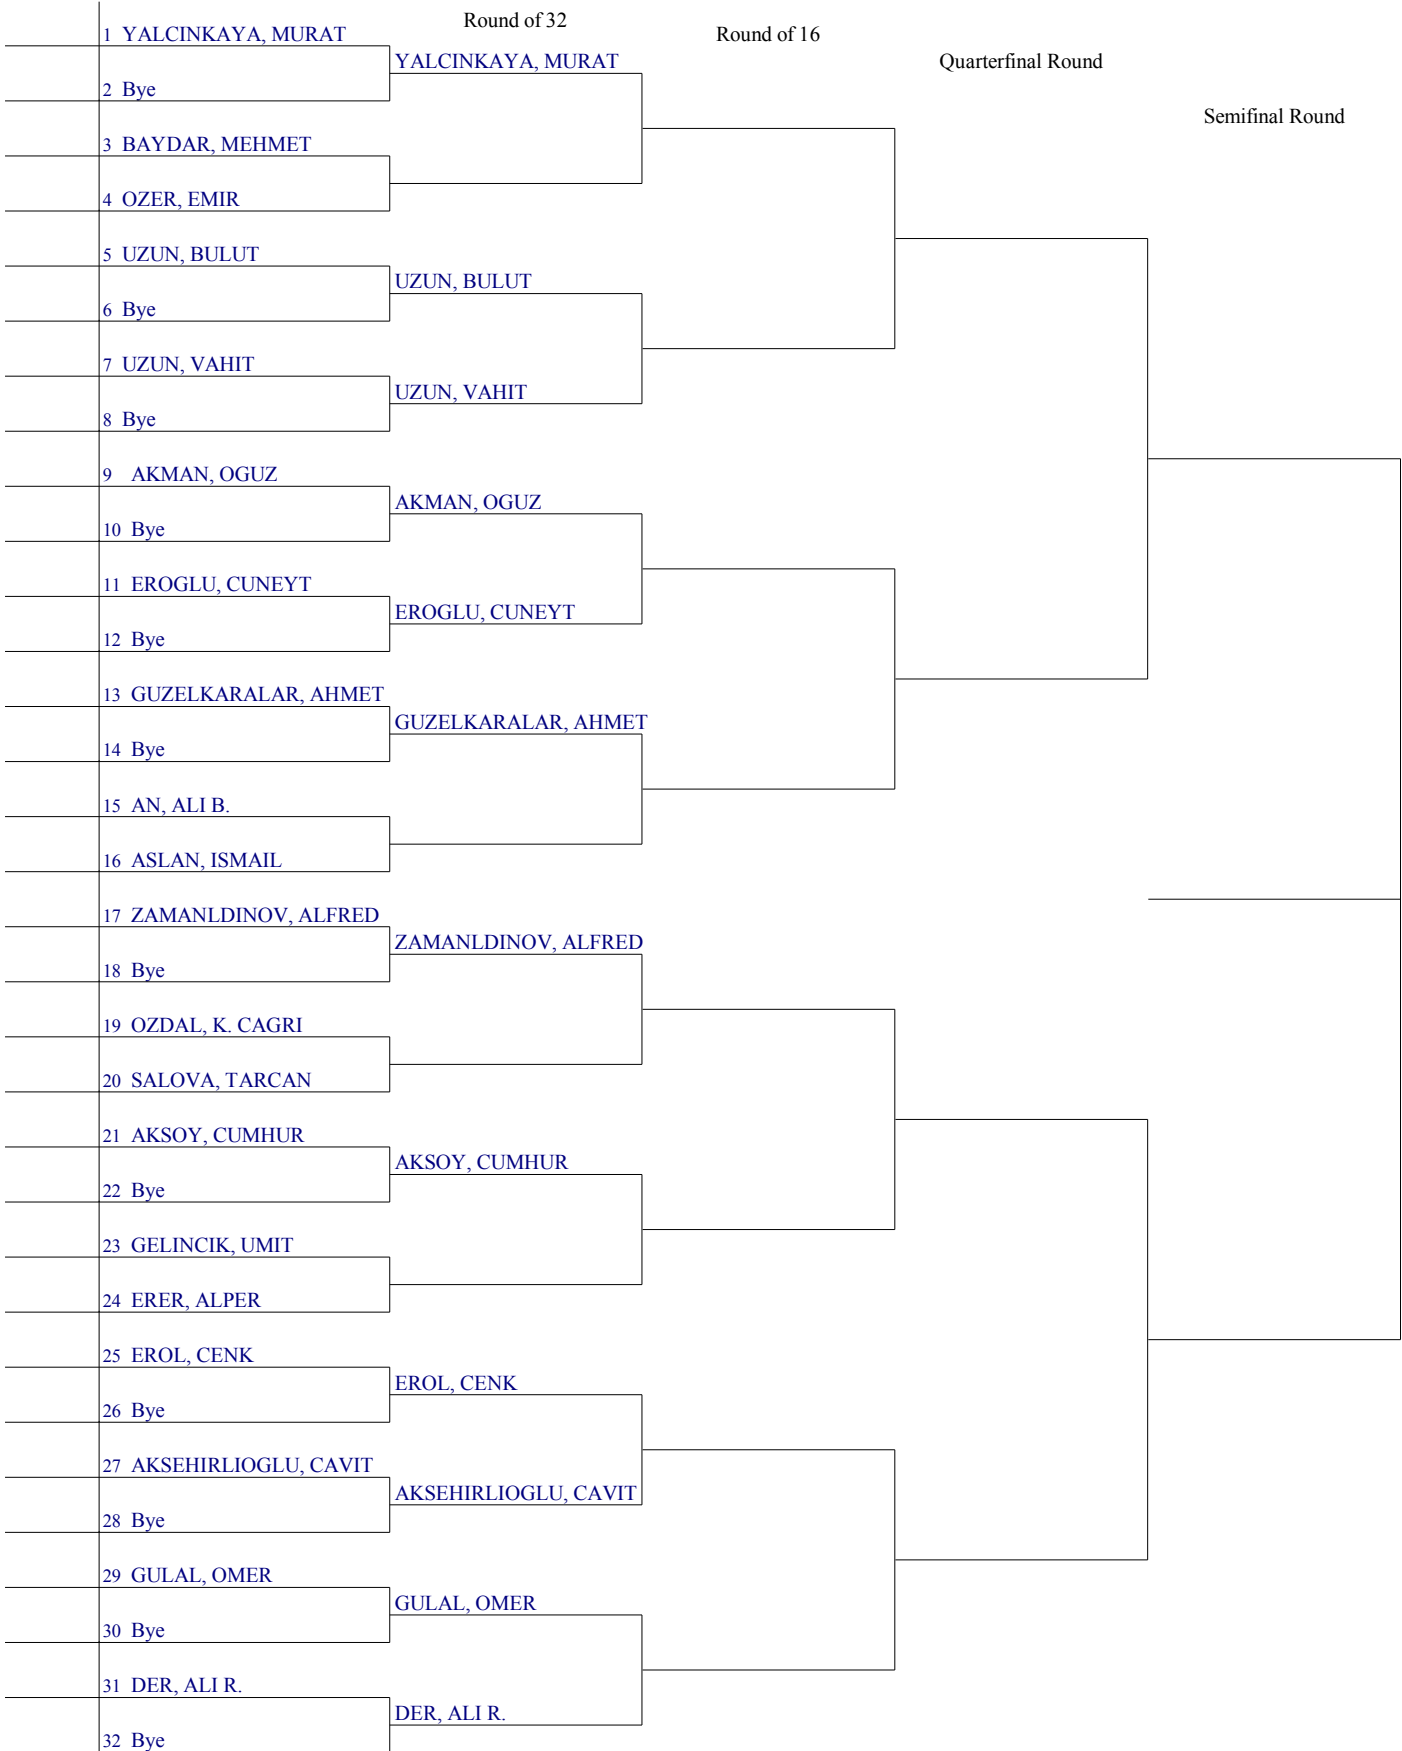 Round of 32
Round of 16
Quarterfinal Round
Semifinal Round
1 YALCINKAYA, MURAT
YALCINKAYA, MURAT
2 Bye
3 BAYDAR, MEHMET
4 OZER, EMIR
5 UZUN, BULUT
UZUN, BULUT
6 Bye
7 UZUN, VAHIT
UZUN, VAHIT
8 Bye
9 AKMAN, OGUZ
AKMAN, OGUZ
10 Bye
11 EROGLU, CUNEYT
EROGLU, CUNEYT
12 Bye
13 GUZELKARALAR, AHMET
GUZELKARALAR, AHMET
14 Bye
15 AN, ALI B.
16 ASLAN, ISMAIL
17 ZAMANLDINOV, ALFRED
ZAMANLDINOV, ALFRED
18 Bye
19 OZDAL, K. CAGRI
20 SALOVA, TARCAN
21 AKSOY, CUMHUR
AKSOY, CUMHUR
22 Bye
23 GELINCIK, UMIT
24 ERER, ALPER
25 EROL, CENK
EROL, CENK
26 Bye
27 AKSEHIRLIOGLU, CAVIT
AKSEHIRLIOGLU, CAVIT
28 Bye
29 GULAL, OMER
GULAL, OMER
30 Bye
31 DER, ALI R.
DER, ALI R.
32 Bye